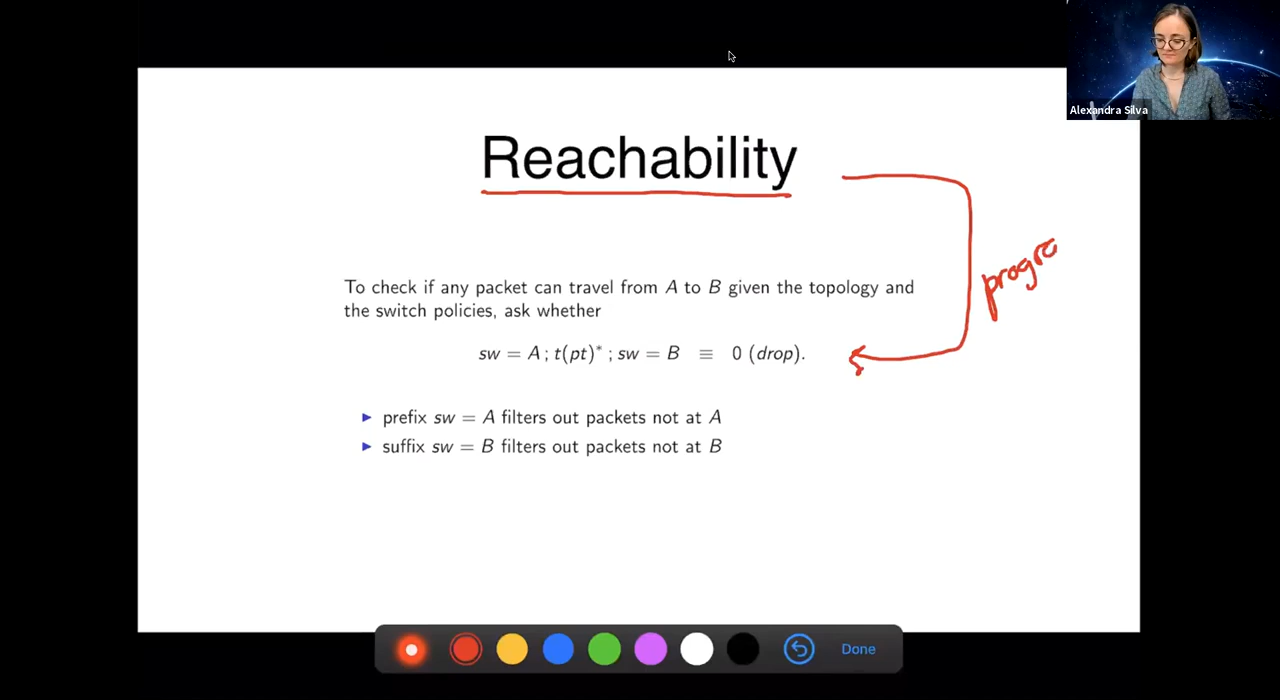 Alexandra Silva
Reachability
progra
To check if any packet can travel from A to B given the topology and
the switch policies, ask whether
sw = A ; t(pt)* ; sw = B ≡ 0 (drop).
▶ prefix sw = A filters out packets not at A
▶ suffix sw = B filters out packets not at B
Done